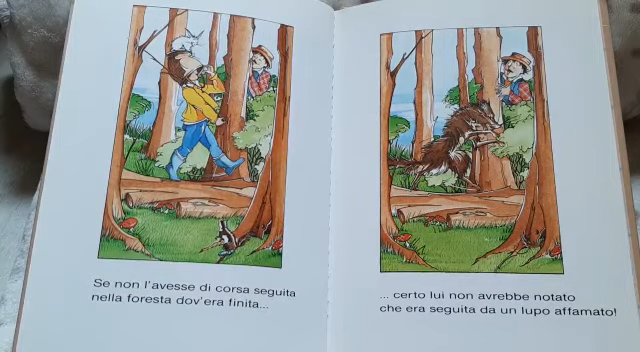 Se non l'avesse di corsa seguita
nella foresta dov'era finita...
... certo lui non avrebbe notato
che era seguita da un lupo affamato!